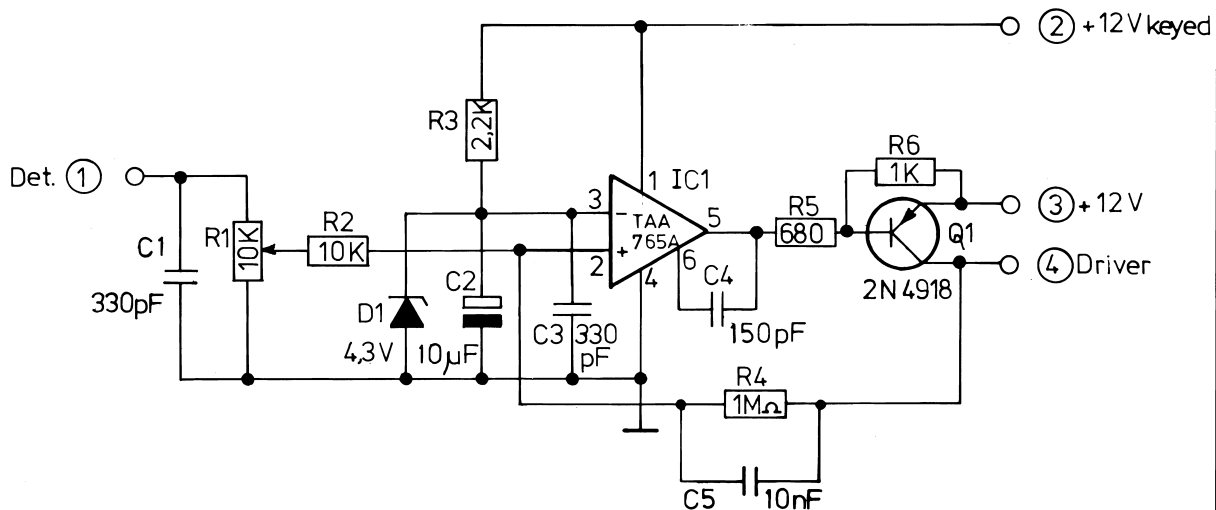 ② +12V keyed
R3
2,2K
R6
1K
Det. ①
3
1
IC1
−
TAA
765A
+
2
5
6
4
R5
680
③ +12V
Q1
④ Driver
2N 4918
R1
10K
R2
10K
C1
330pF
D1
4,3V
C2
10µF
C3
330
pF
C4
150pF
R4
1MΩ
C5
10nF